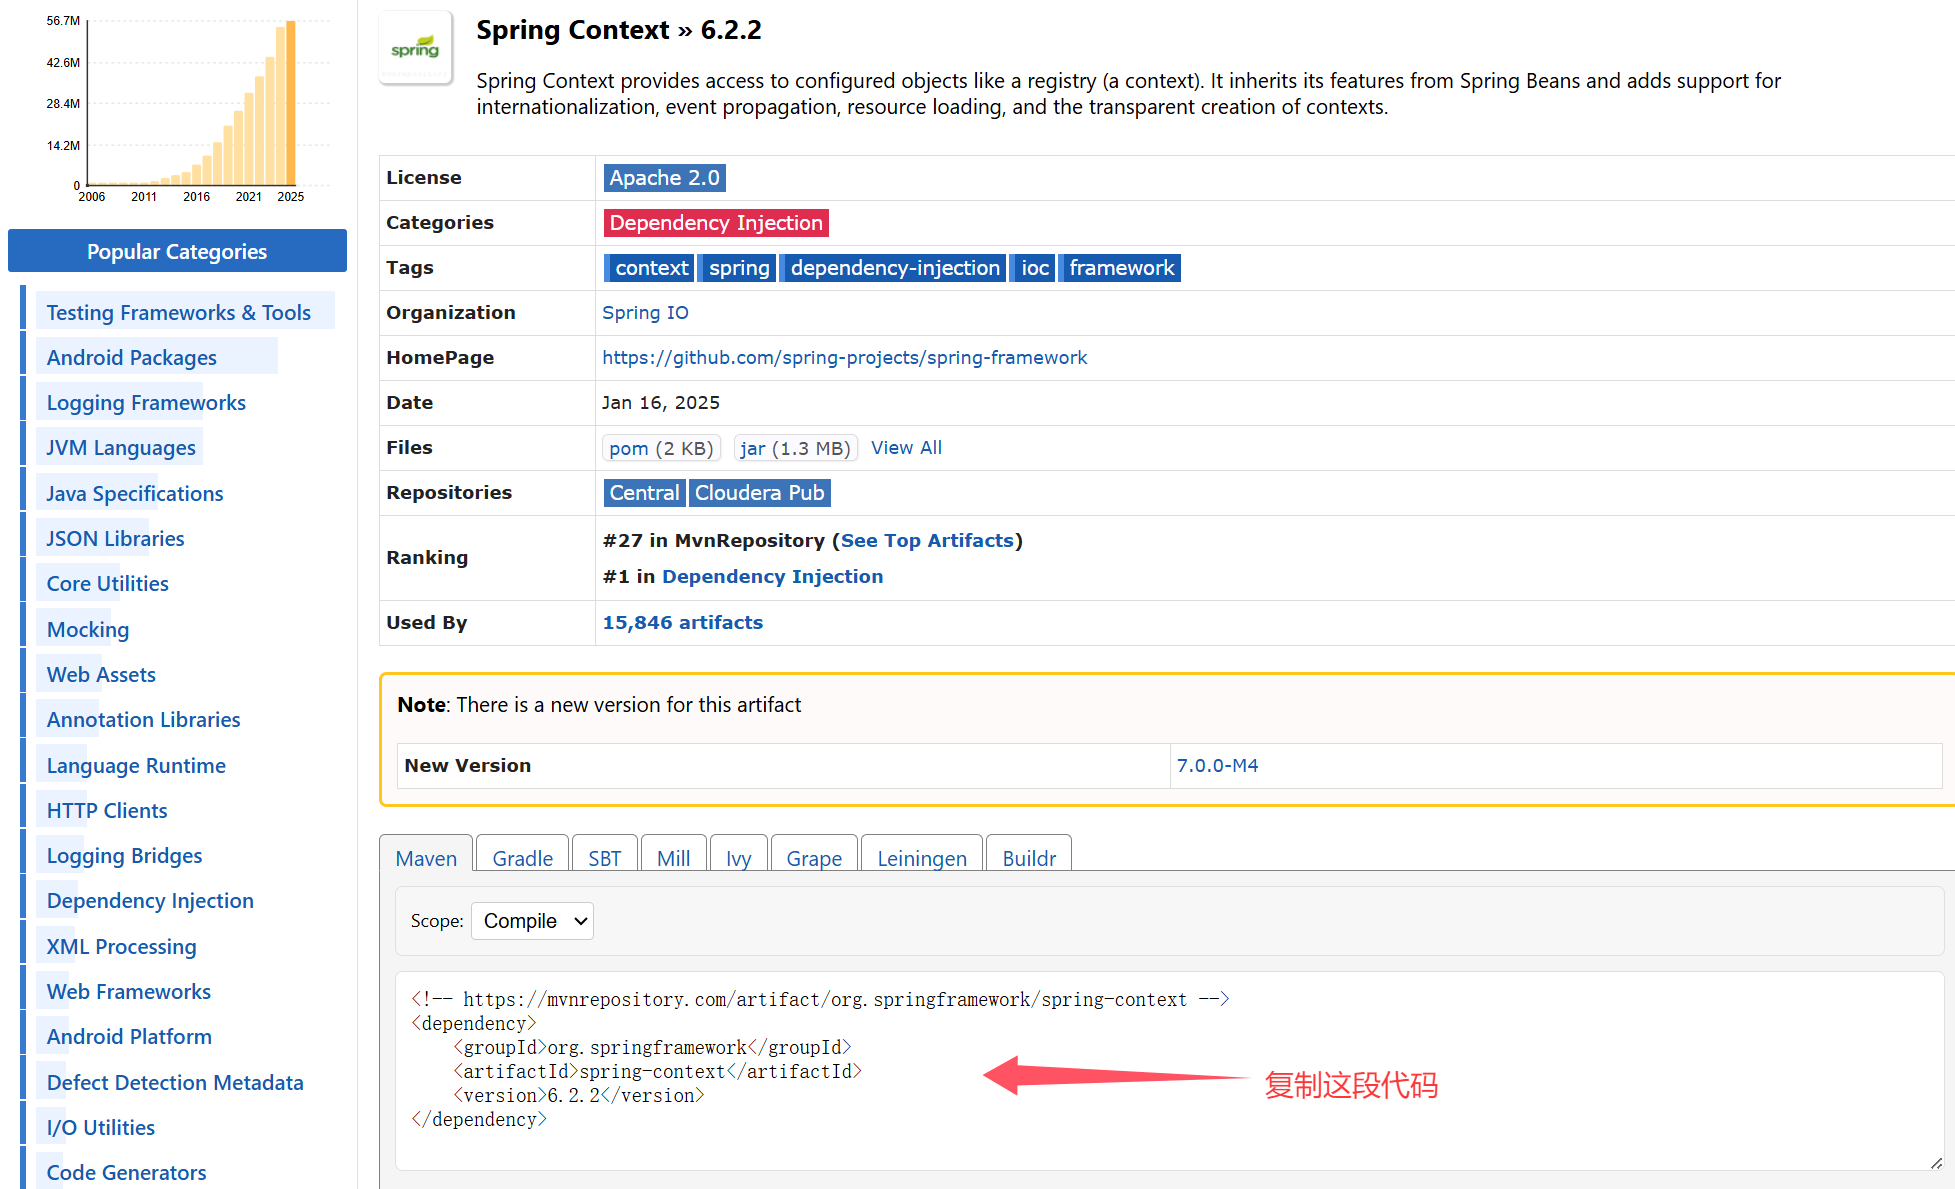 56.7M
42.6M
28.4M
14.2M
0
2006 2011 2016 2021 2025
Popular Categories
Testing Frameworks & Tools
Android Packages
Logging Frameworks
JVM Languages
Java Specifications
JSON Libraries
Core Utilities
Mocking
Web Assets
Annotation Libraries
Language Runtime
HTTP Clients
Logging Bridges
Dependency Injection
XML Processing
Web Frameworks
Android Platform
Defect Detection Metadata
I/O Utilities
Code Generators
spring
Spring Context » 6.2.2
Spring Context provides access to configured objects like a registry (a context). It inherits its features from Spring Beans and adds support for
internationalization, event propagation, resource loading, and the transparent creation of contexts.
License Apache 2.0
Categories Dependency Injection
Tags context spring dependency-injection ioc framework
Organization Spring IO
HomePage https://github.com/spring-projects/spring-framework
Date Jan 16, 2025
Files pom (2 KB) jar (1.3 MB) View All
Repositories Central Cloudera Pub
Ranking #27 in MvnRepository (See Top Artifacts)
#1 in Dependency Injection
Used By 15,846 artifacts
Note: There is a new version for this artifact
New Version 7.0.0-M4
Maven Gradle SBT Mill Ivy Grape Leiningen Buildr
Scope: Compile
<!-- https://mvnrepository.com/artifact/org.springframework/spring-context -->
<dependency>
    <groupId>org.springframework</groupId>
    <artifactId>spring-context</artifactId>
    <version>6.2.2</version>
</dependency>
复制这段代码